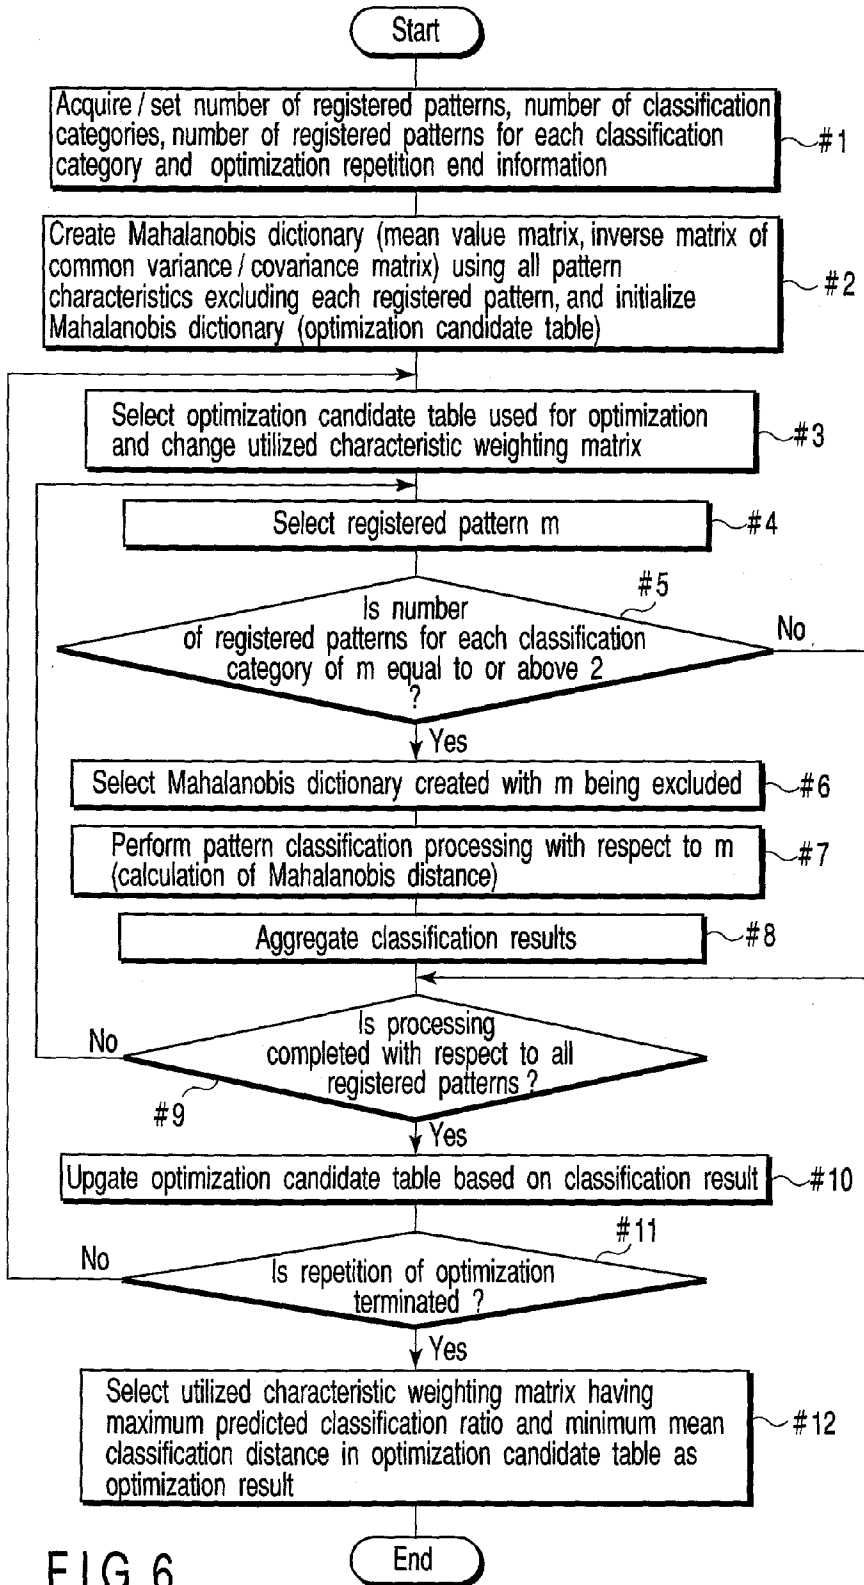 Start
Acquire / set number of registered patterns, number of classification
categories, number of registered patterns for each classification
category and optimization repetition end information
#1
Create Mahalanobis dictionary (mean value matrix, inverse matrix of
common variance / covariance matrix) using all pattern
characteristics excluding each registered pattern, and initialize
Mahalanobis dictionary (optimization candidate table)
#2
Select optimization candidate table used for optimization
and change utilized characteristic weighting matrix
#3
Select registered pattern m
#4
#5
Is number
of registered patterns for each classification
category of m equal to or above 2
?
No
Yes
Select Mahalanobis dictionary created with m being excluded
#6
Perform pattern classification processing with respect to m
(calculation of Mahalanobis distance)
#7
Aggregate classification results
#8
Is processing
completed with respect to all
registered patterns ?
No
#9
Yes
Upgate optimization candidate table based on classification result
#10
#11
No
Is repetition of optimization
terminated ?
Yes
Select utilized characteristic weighting matrix having
maximum predicted classification ratio and minimum mean
classification distance in optimization candidate table as
optimization result
#12
End
FIG. 6